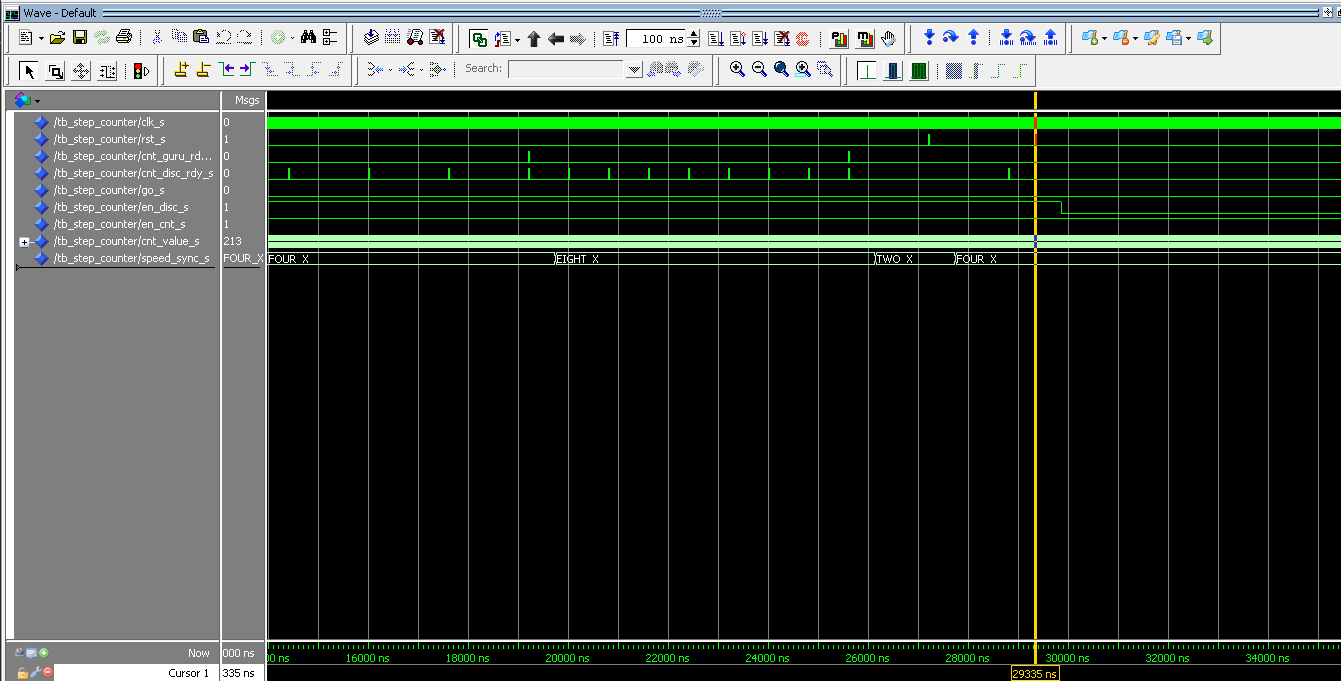 Wave - Default
100 ns
Search:
Msgs
/tb_step_counter/clk_s 0
/tb_step_counter/rst_s 1
/tb_step_counter/cnt_guru_rd... 0
/tb_step_counter/cnt_disc_rdy_s 0
/tb_step_counter/go_s 0
/tb_step_counter/en_disc_s 1
/tb_step_counter/en_cnt_s 1
/tb_step_counter/cnt_value_s 213
/tb_step_counter/speed_sync_s FOUR_X FOUR_X EIGHT_X TWO_X FOUR_X
Now 000 ns 00 ns 16000 ns 18000 ns 20000 ns 22000 ns 24000 ns 26000 ns 28000 ns 30000 ns 32000 ns 34000 ns
Cursor 1 335 ns 29335 ns